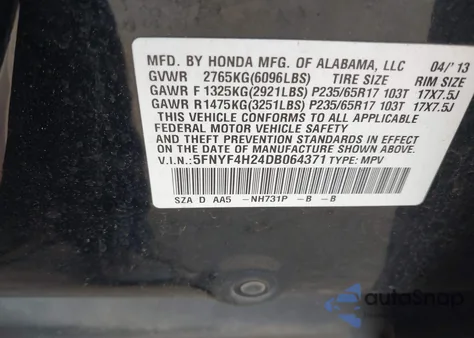 MFD. BY HONDA MFG. OF ALABAMA, LLC 04/'13
GVWR 2765KG(6096LBS) TIRE SIZE RIM SIZE
GAWR F 1325KG(2921LBS) P235/65R17 103T 17X7.5J
GAWR R1475KG(3251LBS) P235/65R17 103T 17X7.5J
THIS VEHICLE CONFORMS TO ALL APPLICABLE
FEDERAL MOTOR VEHICLE SAFETY, BUMPER,
AND THEFT PREVENTION STANDARDS IN EFFECT
ON THE DATE OF MANUFACTURE SHOWN ABOVE.
V.I.N.: 5FNYF4H24DB064371 TYPE: MPV
SZA D AA5 -NH731P -B -B
autoSnap